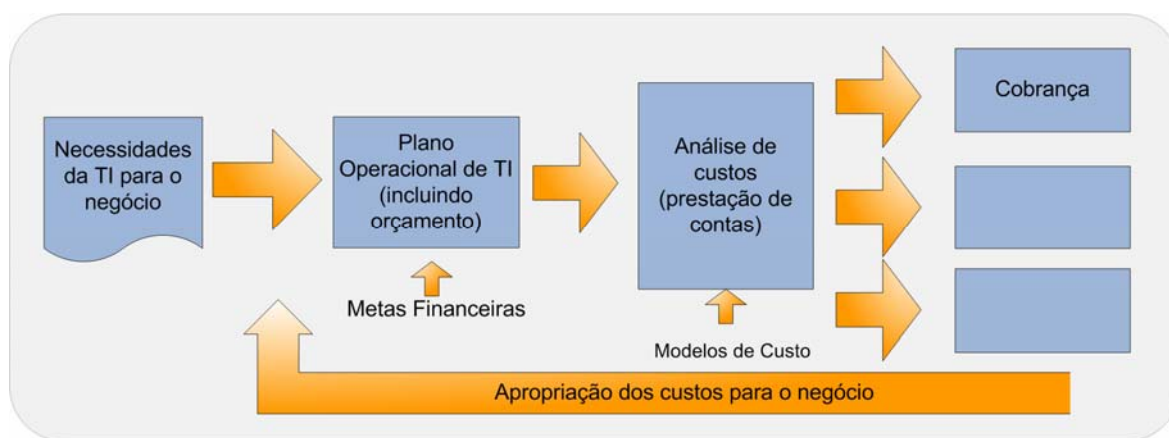 Necessidades
da TI para o
negócio
Plano
Operacional de TI
(incluindo
orçamento)
Metas Financeiras
Análise de
custos
(prestação de
contas)
Modelos de Custo
Cobrança
Apropriação dos custos para o negócio